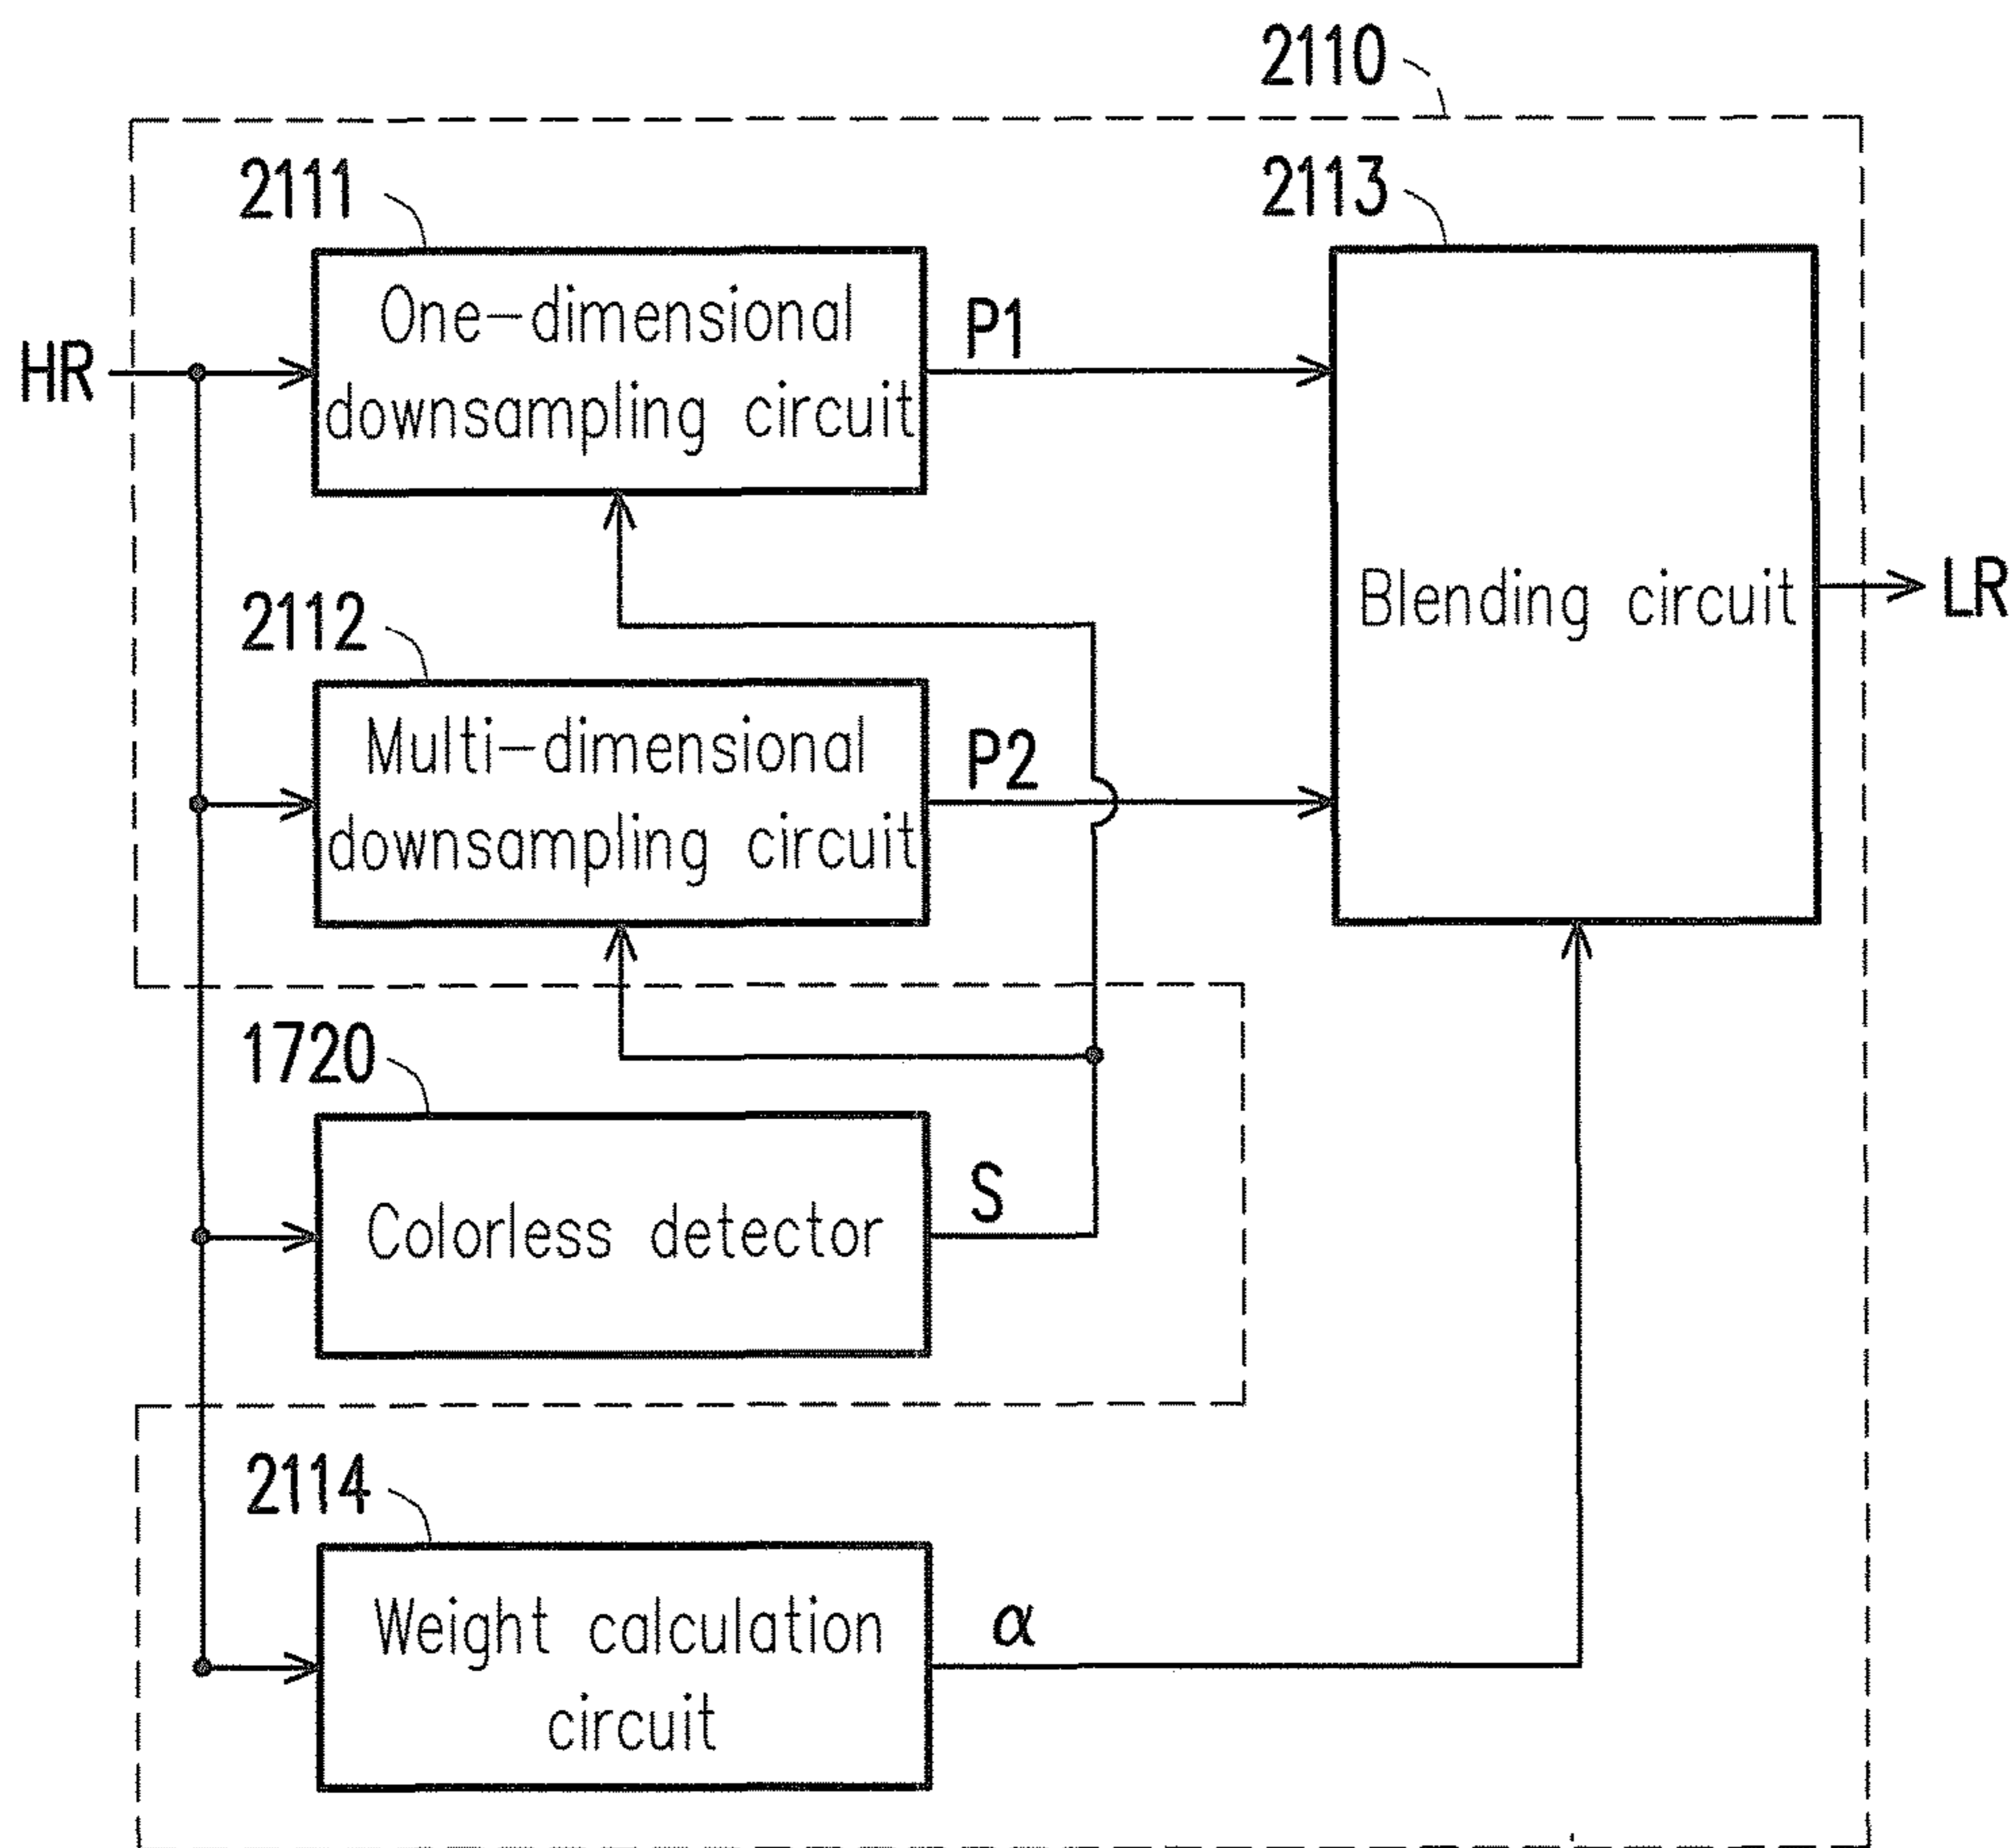 2110
2111
2113
One-dimensional
downsampling circuit
P1
HR
Blending circuit
LR
2112
Multi-dimensional
downsampling circuit
P2
1720
Colorless detector
S
2114
Weight calculation
circuit
α